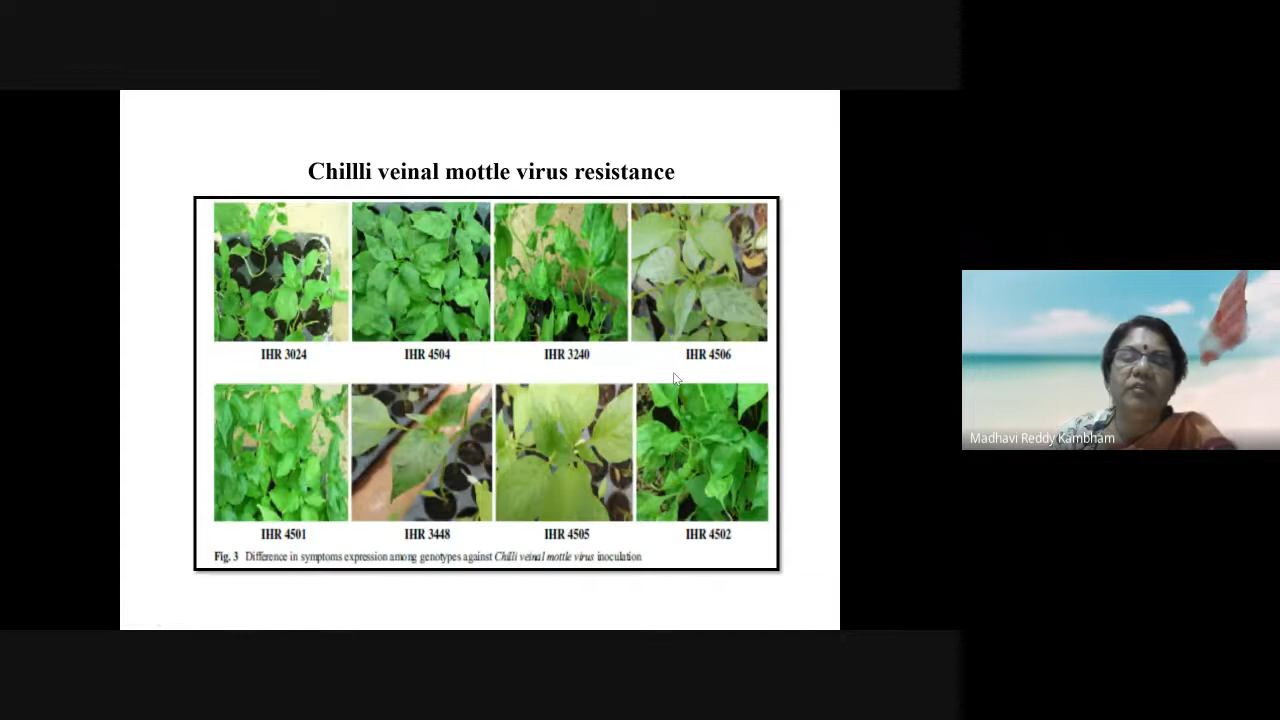 Chillli veinal mottle virus resistance
IHR 3024 IHR 4504 IHR 3240 IHR 4506
IHR 4501 IHR 3448 IHR 4505 IHR 4502
Fig. 3 Difference in symptoms expression among genotypes against Chilli veinal mottle virus inoculation
Madhavi Reddy Kambham